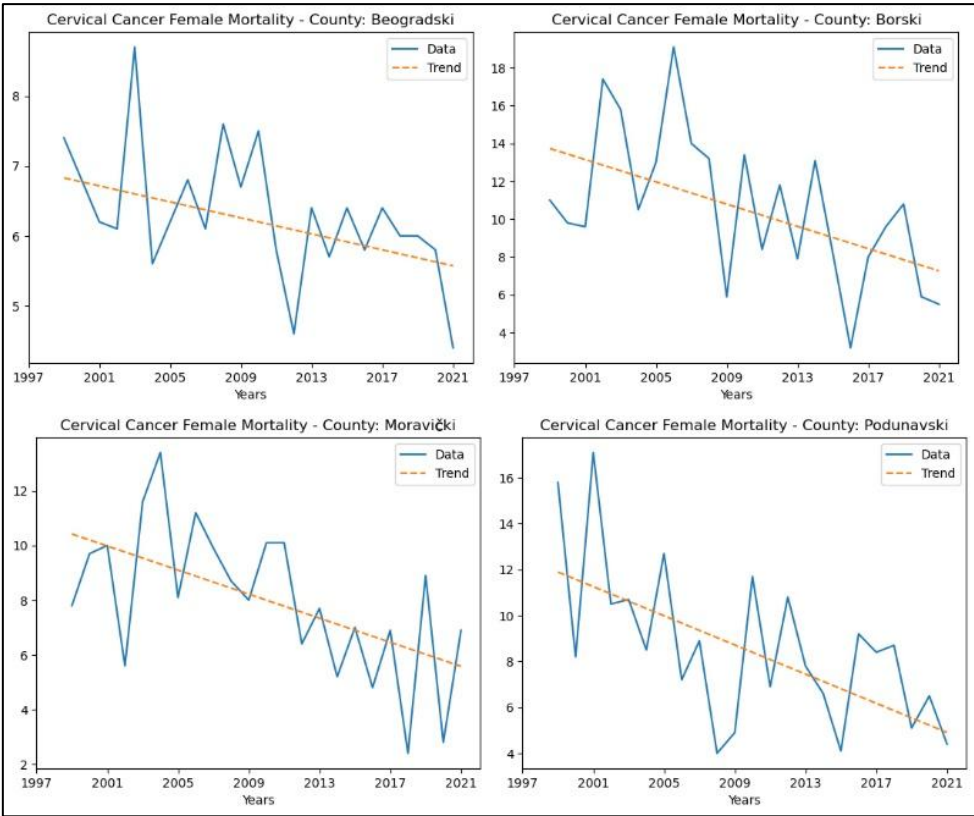 Cervical Cancer Female Mortality - County: Beogradski
Data
Trend
8
7
6
5
1997 2001 2005 2009 2013 2017 2021
Years
Cervical Cancer Female Mortality - County: Borski
Data
Trend
18
16
14
12
10
8
6
4
1997 2001 2005 2009 2013 2017 2021
Years
Cervical Cancer Female Mortality - County: Moravički
Data
Trend
12
10
8
6
4
2
1997 2001 2005 2009 2013 2017 2021
Years
Cervical Cancer Female Mortality - County: Podunavski
Data
Trend
16
14
12
10
8
6
4
1997 2001 2005 2009 2013 2017 2021
Years